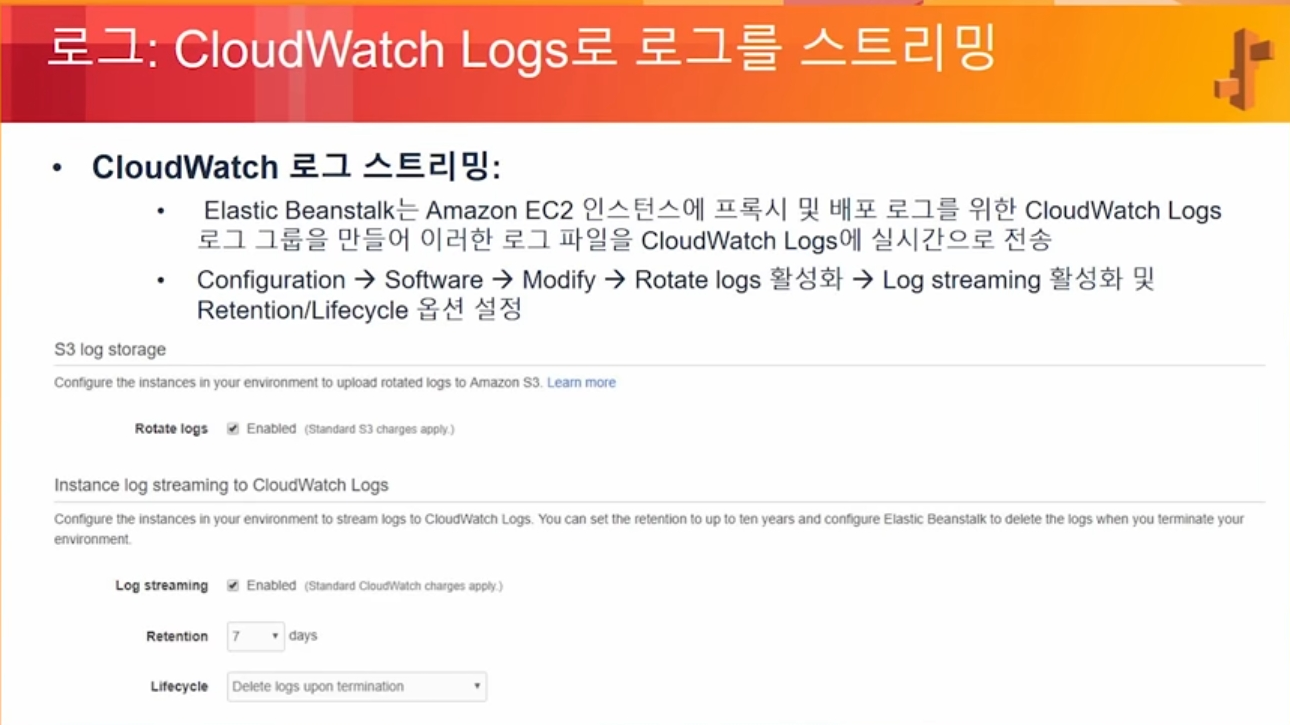 로그: CloudWatch Logs로 로그를 스트리밍
• CloudWatch 로그 스트리밍:
• Elastic Beanstalk는 Amazon EC2 인스턴스에 프록시 및 배포 로그를 위한 CloudWatch Logs
로그 그룹을 만들어 이러한 로그 파일을 CloudWatch Logs에 실시간으로 전송
• Configuration → Software → Modify → Rotate logs 활성화 → Log streaming 활성화 및
Retention/Lifecycle 옵션 설정
S3 log storage
Configure the instances in your environment to upload rotated logs to Amazon S3. Learn more
Rotate logs Enabled (Standard S3 charges apply.)
Instance log streaming to CloudWatch Logs
Configure the instances in your environment to stream logs to CloudWatch Logs. You can set the retention to up to ten years and configure Elastic Beanstalk to delete the logs when you terminate your
environment.
Log streaming Enabled (Standard CloudWatch charges apply.)
Retention 7 days
Lifecycle Delete logs upon termination